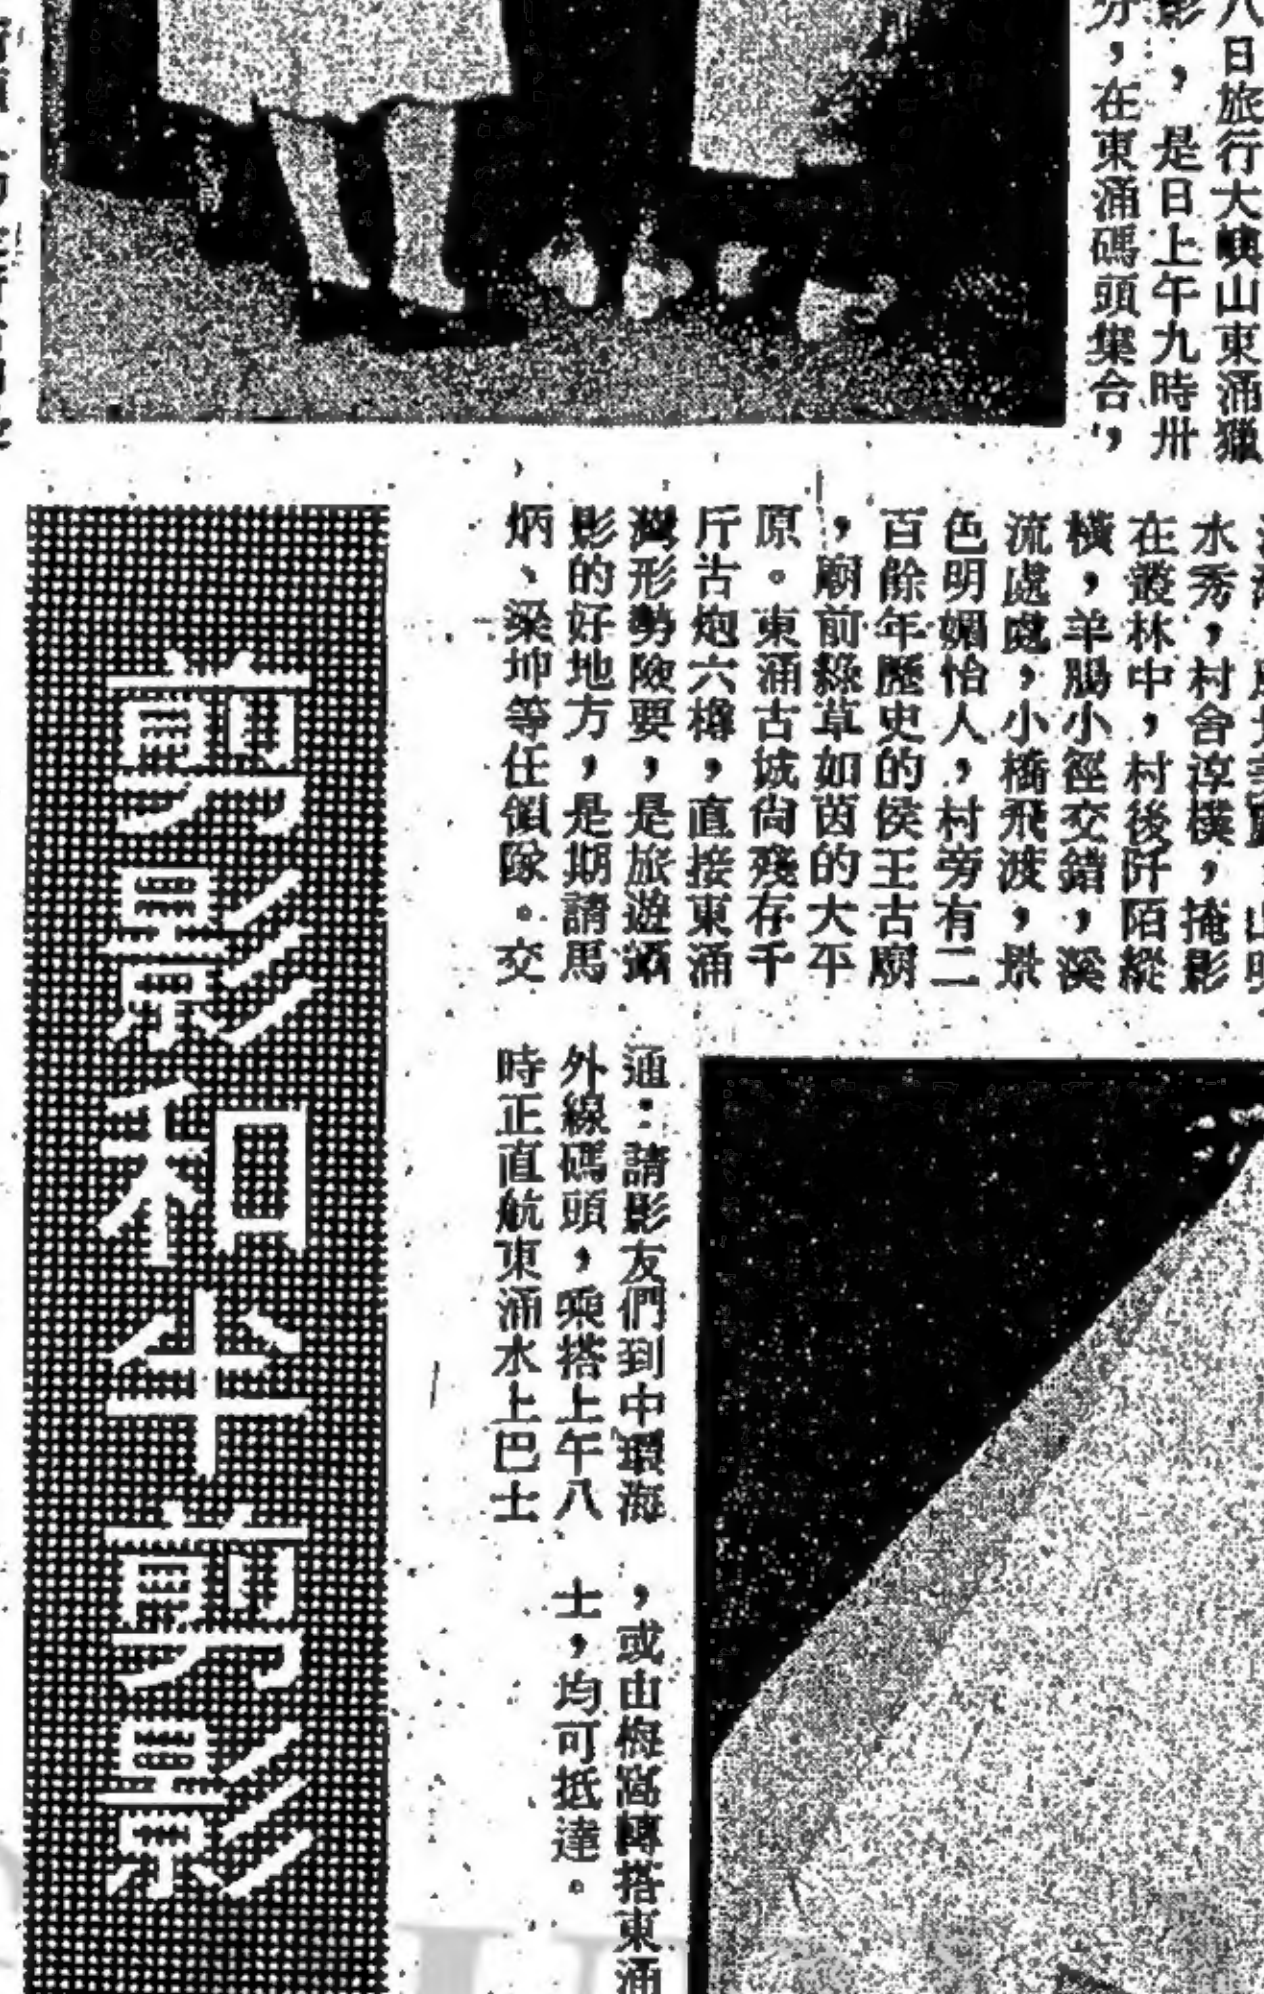 八日旅行大嶼山東涌獵
影，是日上午九時卅
分，在東涌碼頭集合，
水秀，村舍淳樸，掩影
在叢林中，村後阡陌縱
橫，羊腸小徑交錯，溪
流處處，小橋飛渡，景
色明媚怡人，村旁有二
百餘年歷史的侯王古廟
，廟前綠草如茵的大平
原。東涌古城尙殘存千
斤古炮六樽，直接東涌
灣形勢險要，是旅遊攝
影的好地方，是期請馬
炳、梁坤等任領隊。交
通：請影友們到中環海
外線碼頭，乘搭上午八
時正直航東涌水上巴士
，或由梅窩轉搭東涌
士，均可抵達。
剪影和半剪影